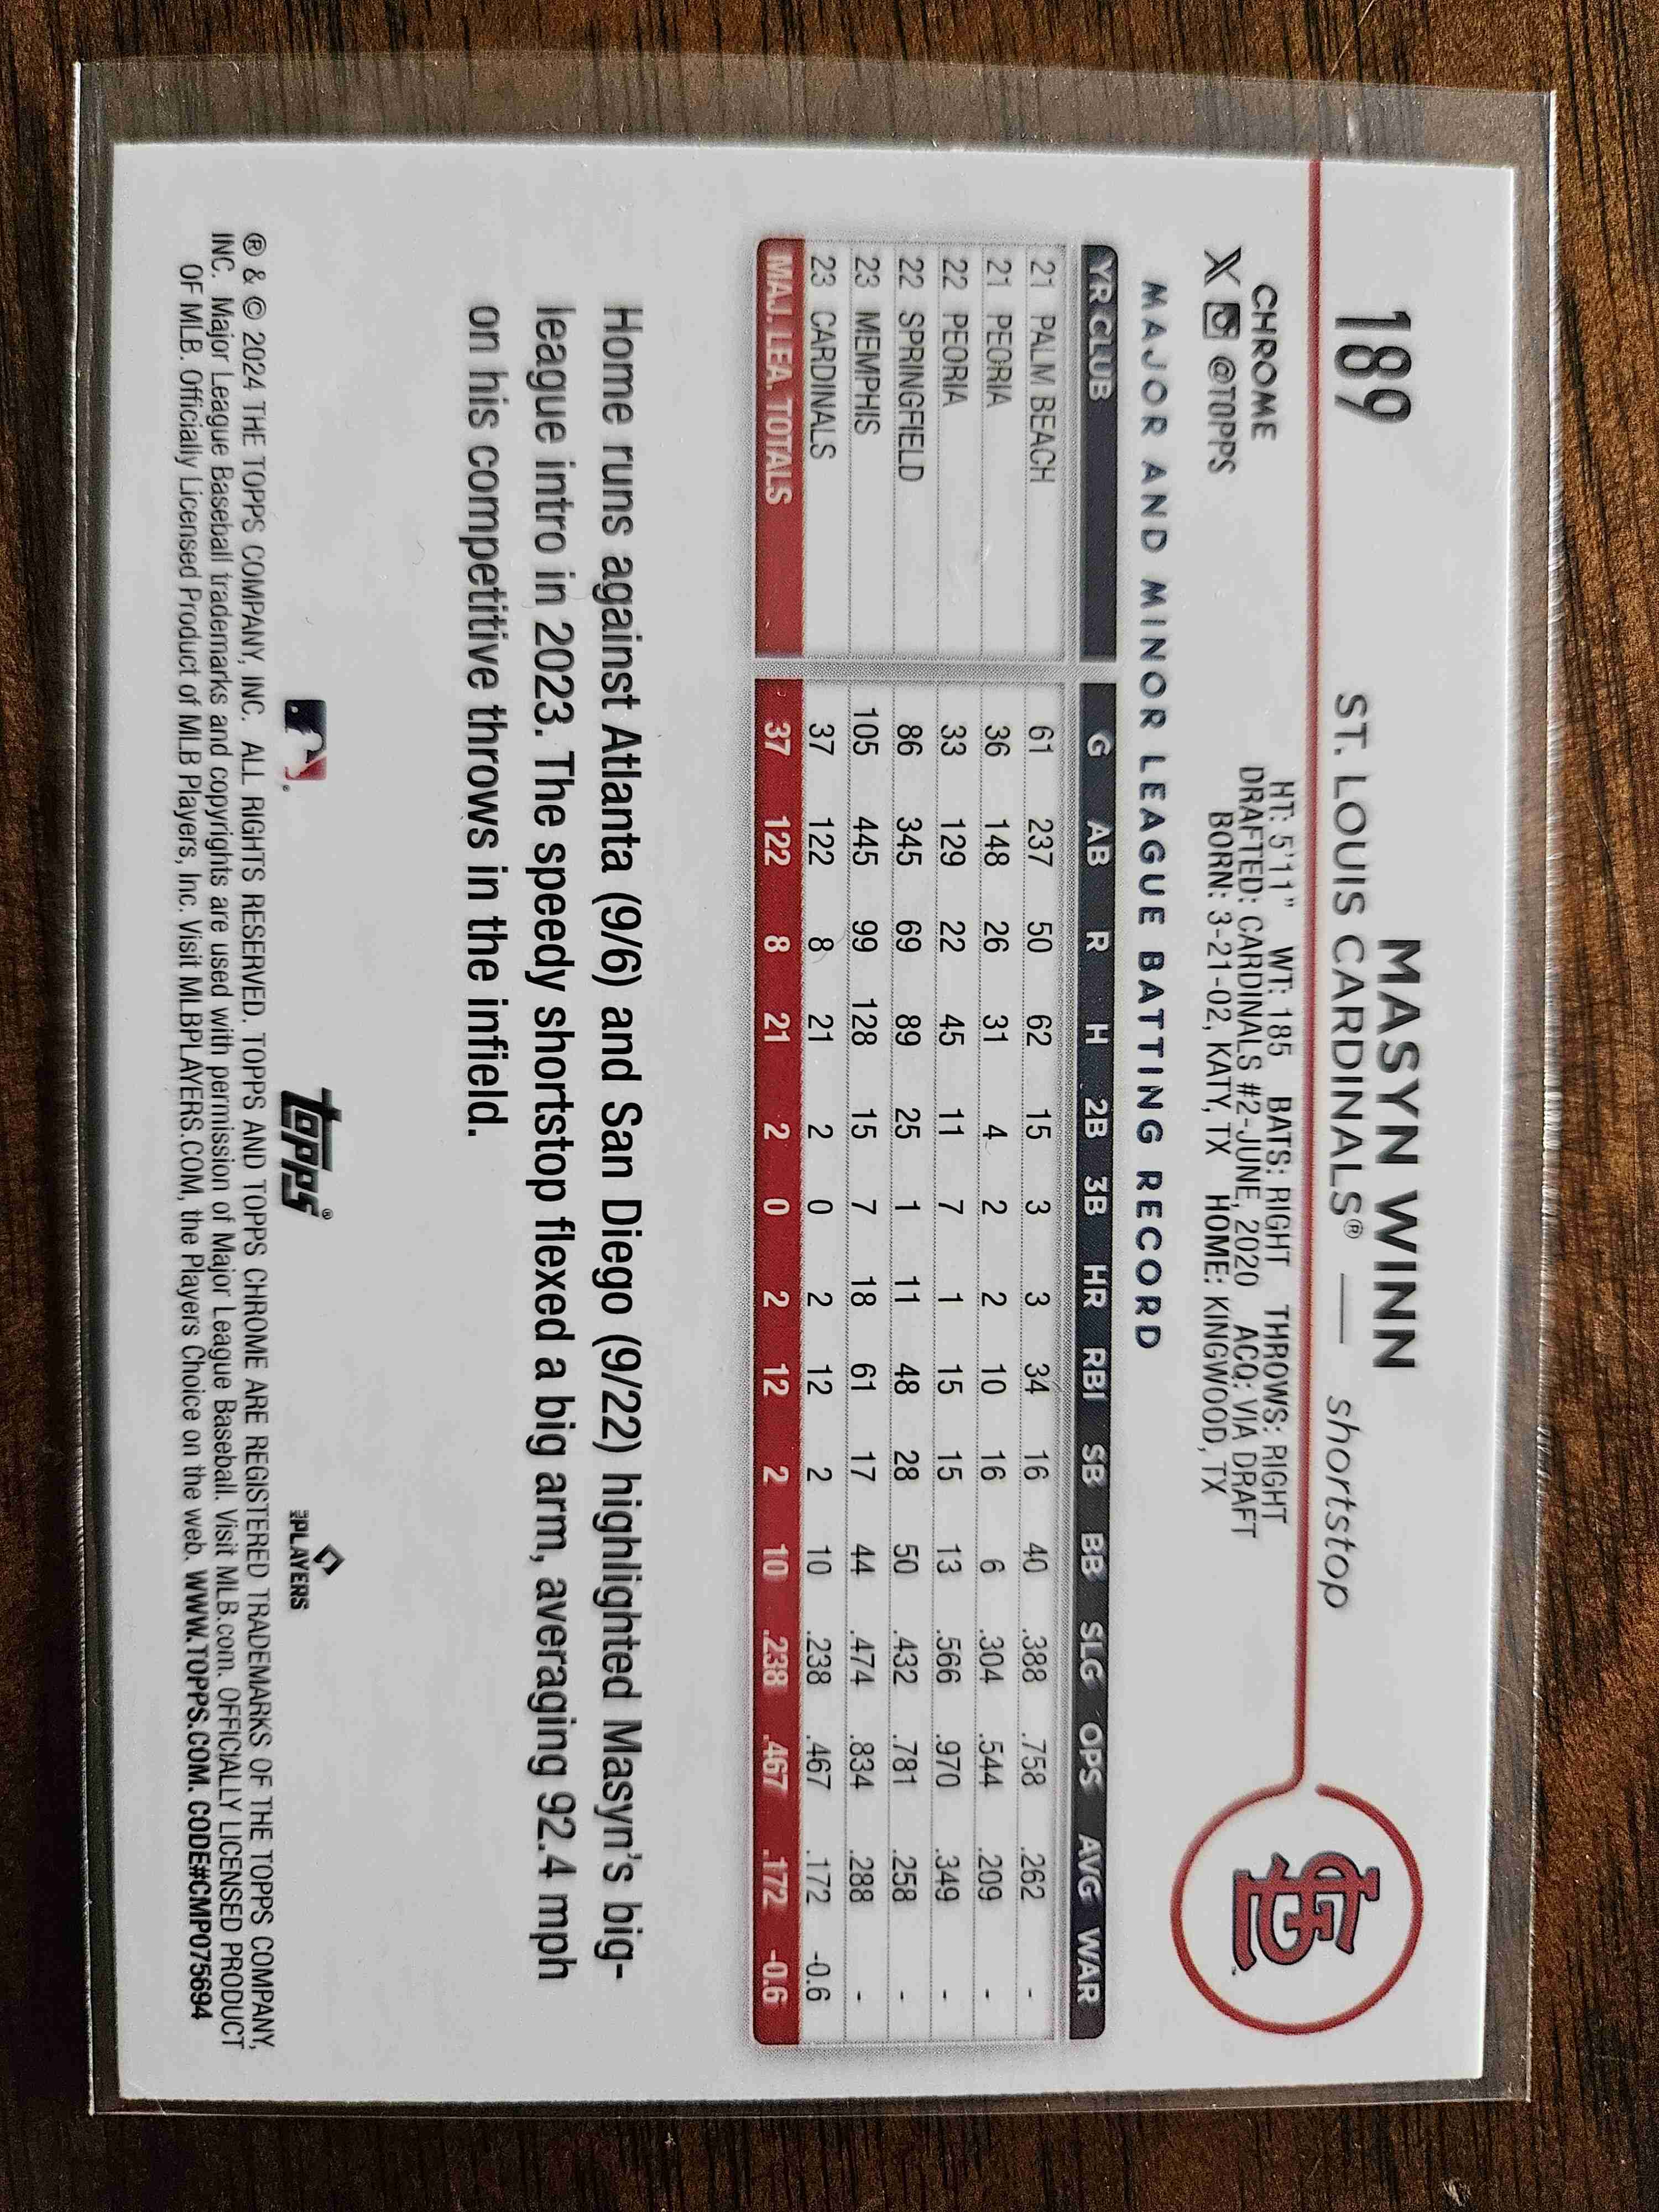 189
MASYN WINN
ST. LOUIS CARDINALS® — shortstop
CHROME
X @TOPPS
HT: 5'11" WT: 185 BATS: RIGHT THROWS: RIGHT
DRAFTED: CARDINALS #2-JUNE, 2020 ACQ: VIA DRAFT
BORN: 3-21-02, KATY, TX HOME: KINGWOOD, TX
MAJOR AND MINOR LEAGUE BATTING RECORD
YR CLUB G AB R H 2B 3B HR RBI SB BB SLG OPS AVG WAR
21 PALM BEACH 61 237 50 62 15 3 3 34 16 40 .388 .758 .262 -
21 PEORIA 36 148 26 31 4 2 2 10 16 6 .304 .544 .209 -
22 PEORIA 33 129 22 45 11 7 1 15 15 13 .566 .970 .349 -
22 SPRINGFIELD 86 345 69 89 25 1 11 48 28 50 .432 .781 .258 -
23 MEMPHIS 105 445 99 128 15 7 18 61 17 44 .474 .834 .288 -
23 CARDINALS 37 122 8 21 2 0 2 12 2 10 .238 .467 .172 -0.6
MAJ. LEA. TOTALS 37 122 8 21 2 0 2 12 2 10 .238 .467 .172 -0.6
Home runs against Atlanta (9/6) and San Diego (9/22) highlighted Masyn's big-
league intro in 2023. The speedy shortstop flexed a big arm, averaging 92.4 mph
on his competitive throws in the infield.
topps®
PLAYERS
® & © 2024 THE TOPPS COMPANY, INC. ALL RIGHTS RESERVED. TOPPS AND TOPPS CHROME ARE REGISTERED TRADEMARKS OF THE TOPPS COMPANY,
INC. Major League Baseball trademarks and copyrights are used with permission of Major League Baseball. Visit MLB.com. OFFICIALLY LICENSED PRODUCT
OF MLB. Officially Licensed Product of MLB Players, Inc. Visit MLBPLAYERS.COM, the Players Choice on the web. WWW.TOPPS.COM. CODE#CMP075694